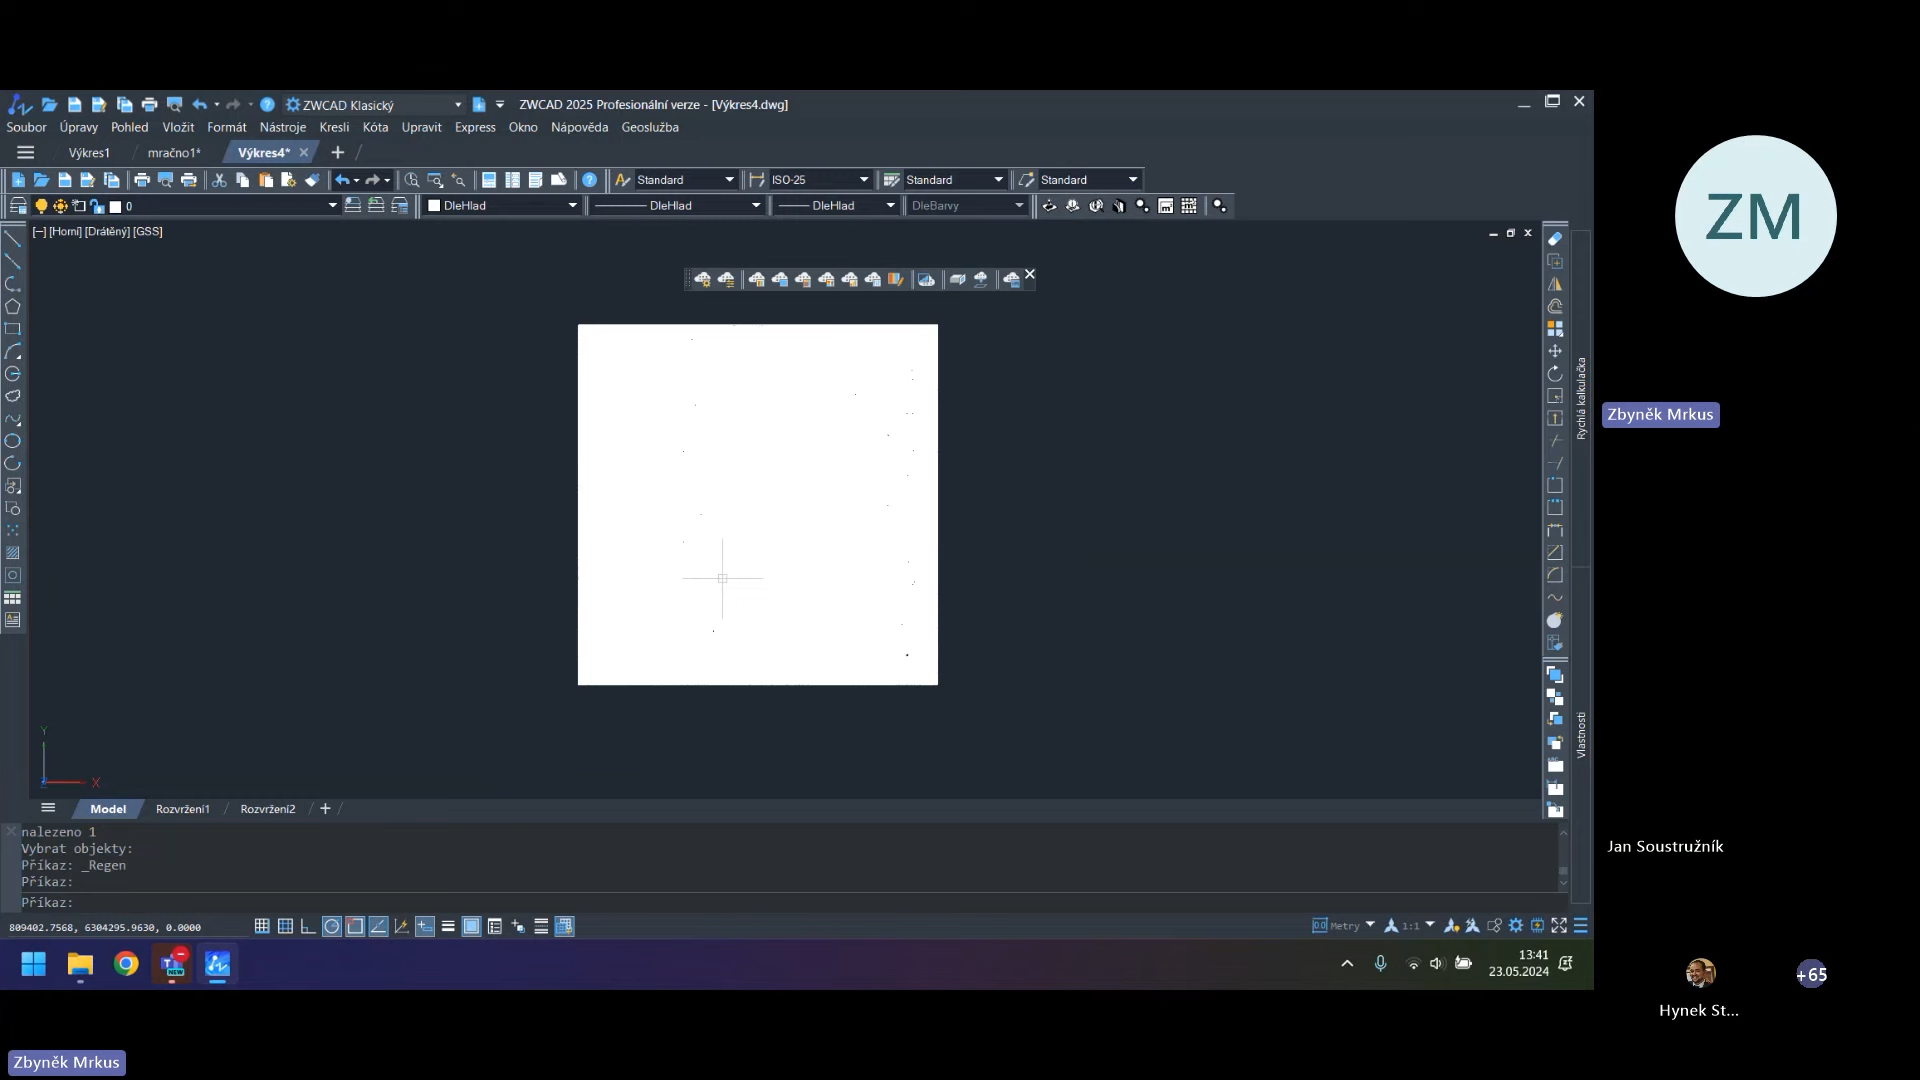 ZWCAD Klasický
ZWCAD 2025 Profesionální verze - [Výkres4.dwg]
Soubor Úpravy Pohled Vložit Formát Nástroje Kresli Kóta Upravit Express Okno Nápověda Geoslužba
Výkres1 mračno1* Výkres4*
Standard ISO-25 Standard Standard
0 DleHlad DleHlad DleHlad DleBarvy
[−] [Horní] [Drátěný] [GSS]
Rychlá kalkulačka
Vlastnosti
Y
Z X
Model Rozvržení1 Rozvržení2
nalezeno 1
Vybrat objekty:
Příkaz: _Regen
Příkaz:
Příkaz:
809402.7568, 6304295.9630, 0.0000
Metry 1:1
NEW
13:41
23.05.2024
ZM
Zbyněk Mrkus
Jan Soustružník
+65
Hynek St...
Zbyněk Mrkus